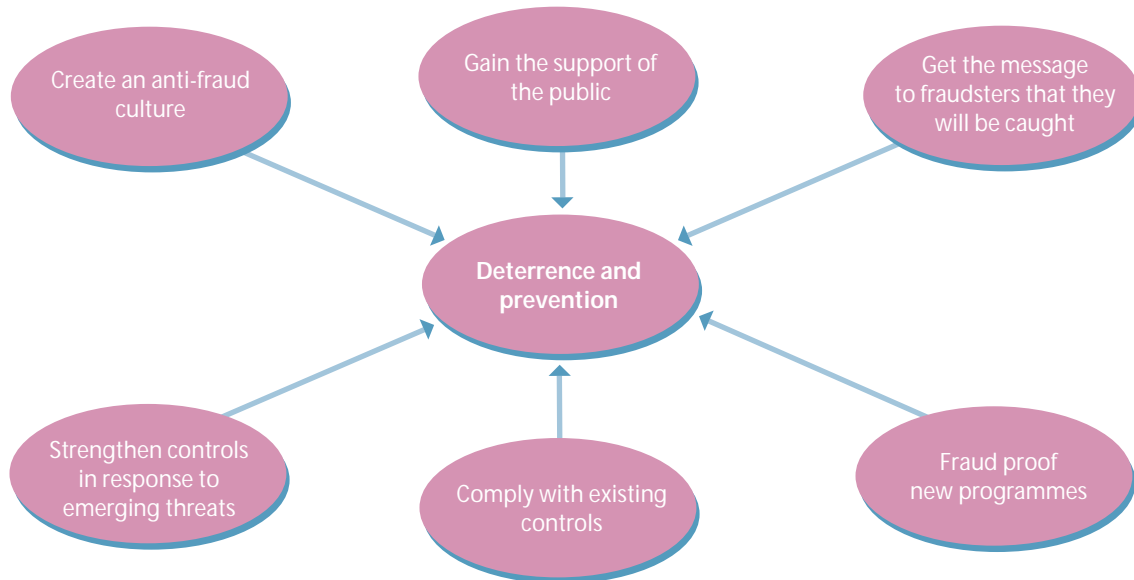 Create an anti-fraud
culture
Gain the support of
the public
Get the message
to fraudsters that they
will be caught
Deterrence and
prevention
Strengthen controls
in response to
emerging threats
Comply with existing
controls
Fraud proof
new programmes